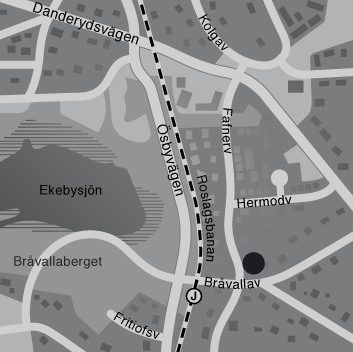 Danderydsvägen
Kolgav
Fafnerv
Ösbyvägen
Roslagsbanan
Ekebysjön
Hermodv
Bråvallaberget
Bråvallav
J
Fritiofsv